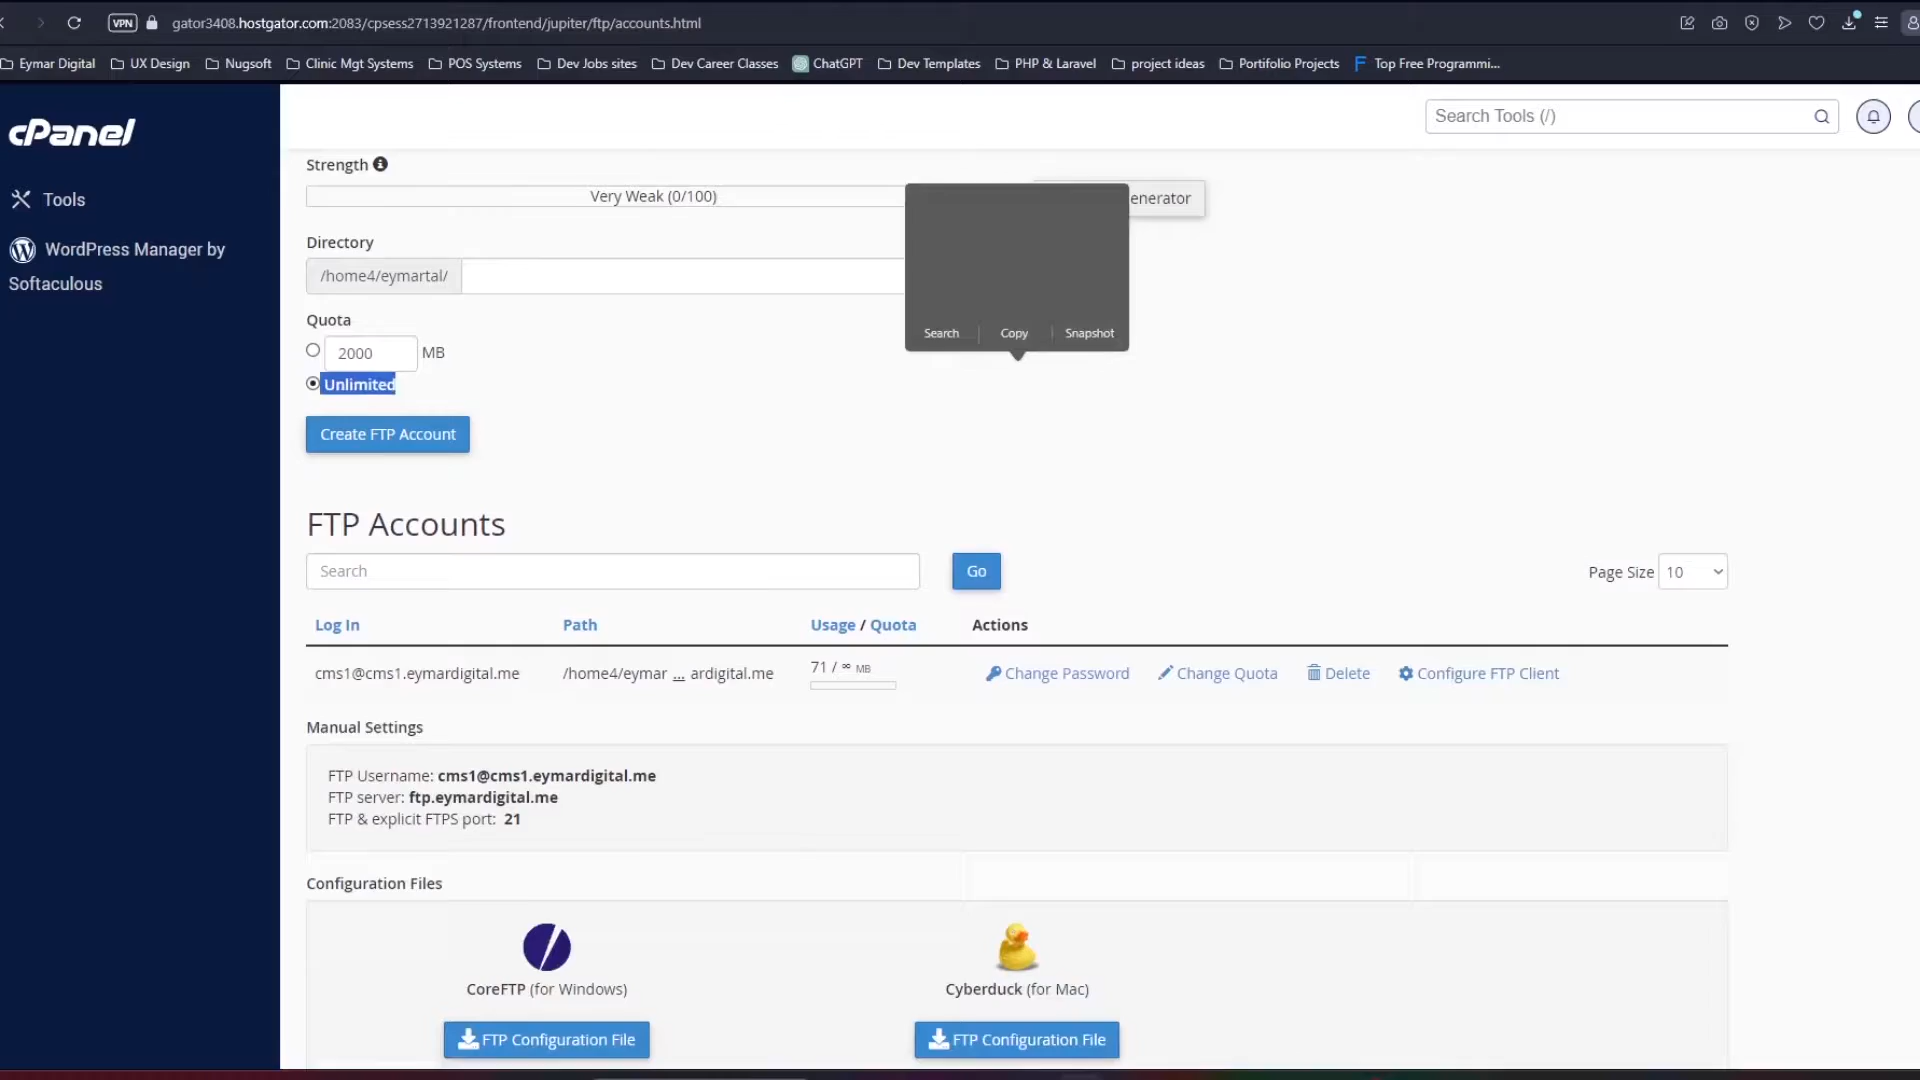 VPN
gator3408.hostgator.com:2083/cpsess2713921287/frontend/jupiter/ftp/accounts.html
Eymar Digital
UX Design
Nugsoft
Clinic Mgt Systems
POS Systems
Dev Jobs sites
Dev Career Classes
ChatGPT
Dev Templates
PHP & Laravel
project ideas
Portifolio Projects
F Top Free Programmi...
cPanel
Search Tools (/)
Tools
WordPress Manager by
Softaculous
Strength
Very Weak (0/100)
enerator
Directory
/home4/eymartal/
Search
Copy
Snapshot
Quota
2000 MB
Unlimited
Create FTP Account
FTP Accounts
Search
Go
Page Size 10
Log In
Path
Usage / Quota
Actions
cms1@cms1.eymardigital.me
/home4/eymar ... ardigital.me
71 / ∞ MB
Change Password
Change Quota
Delete
Configure FTP Client
Manual Settings
FTP Username: cms1@cms1.eymardigital.me
FTP server: ftp.eymardigital.me
FTP & explicit FTPS port: 21
Configuration Files
CoreFTP (for Windows)
Cyberduck (for Mac)
FTP Configuration File
FTP Configuration File